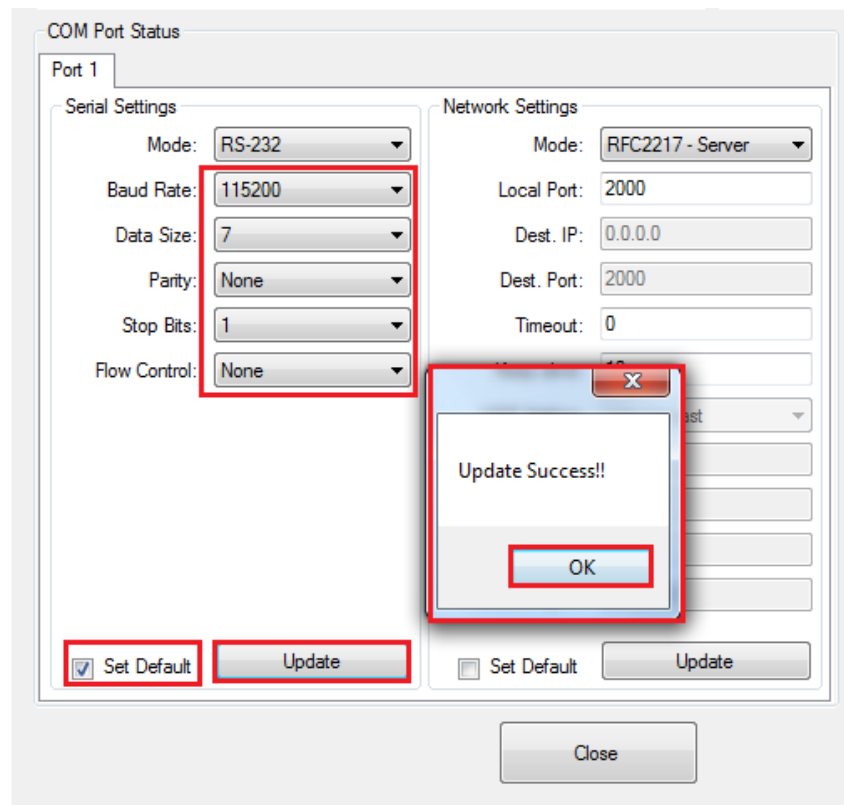 COM Port Status
Port 1
Serial Settings
Mode: RS-232
Baud Rate: 115200
Data Size: 7
Parity: None
Stop Bits: 1
Flow Control: None
Set Default Update
Network Settings
Mode: RFC2217 - Server
Local Port: 2000
Dest. IP: 0.0.0.0
Dest. Port: 2000
Timeout: 0
Update Success!!
OK
Set Default Update
Close